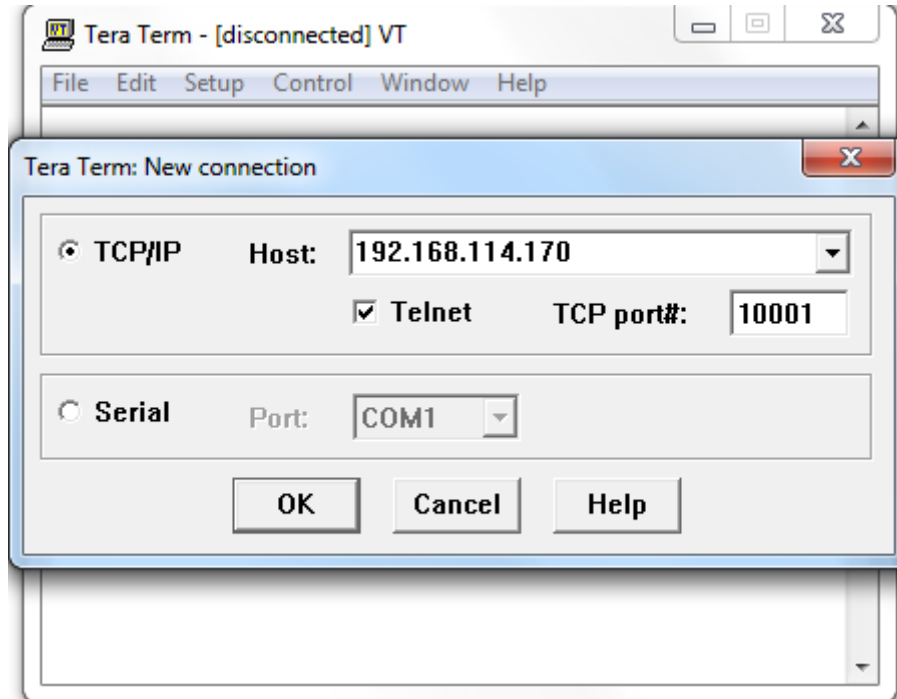 VT
Tera Term - [disconnected] VT
File Edit Setup Control Window Help
Tera Term: New connection
TCP/IP Host: 192.168.114.170
Telnet TCP port#: 10001
Serial Port: COM1
OK Cancel Help